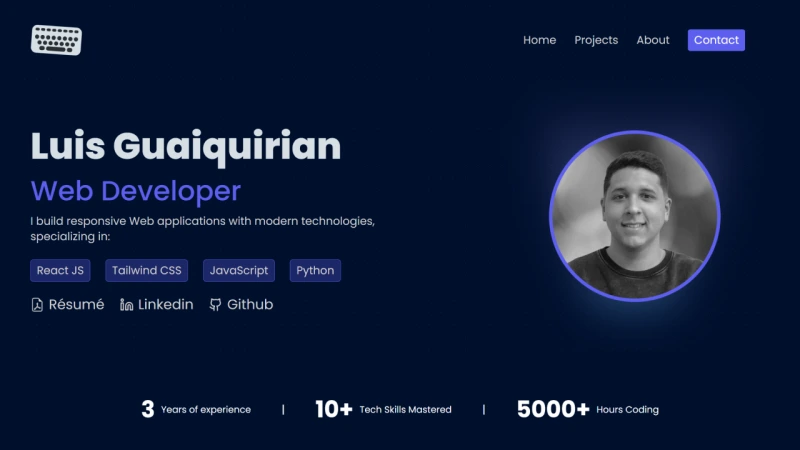 Home Projects About Contact
Luis Guaiquirian
Web Developer
I build responsive Web applications with modern technologies,
specializing in:
React JS Tailwind CSS JavaScript Python
Résumé Linkedin Github
3 Years of experience | 10+ Tech Skills Mastered | 5000+ Hours Coding